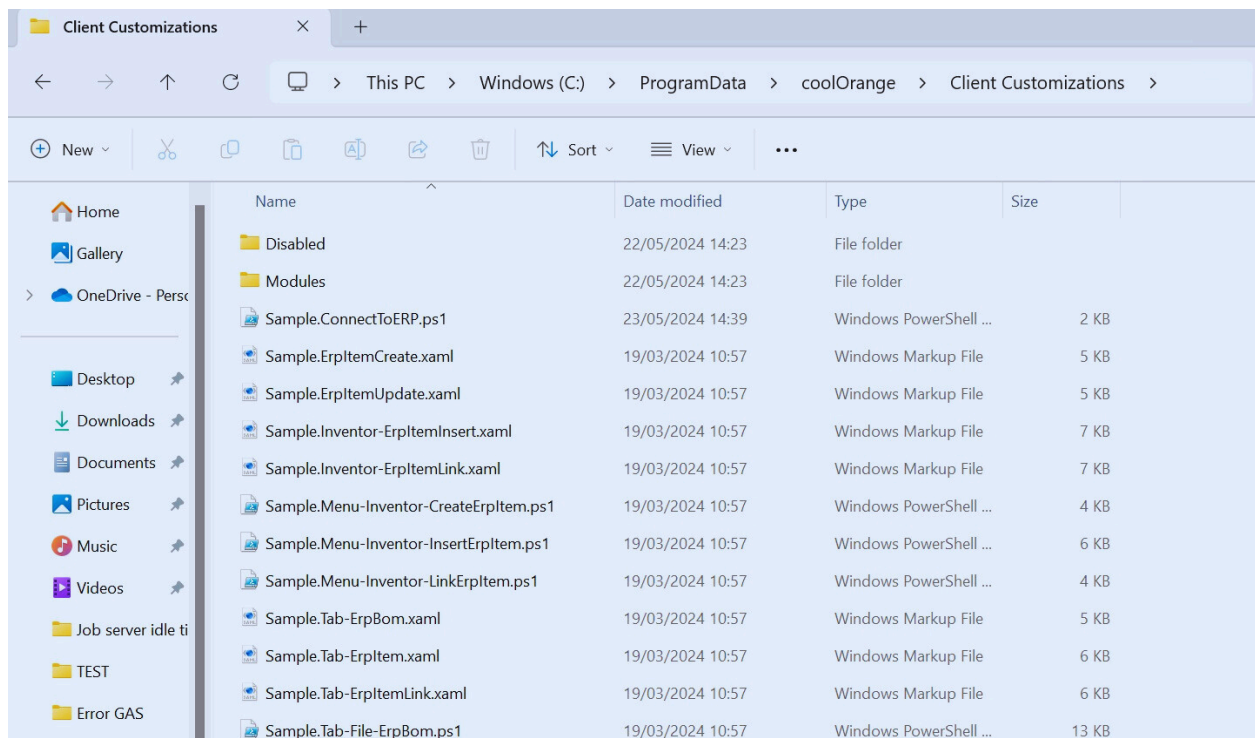 Client Customizations
This PC > Windows (C:) > ProgramData > coolOrange > Client Customizations >
New Sort View
Name Date modified Type Size
Home
Gallery
OneDrive - Perso
Desktop
Downloads
Documents
Pictures
Music
Videos
Job server idle ti
TEST
Error GAS
Disabled 22/05/2024 14:23 File folder
Modules 22/05/2024 14:23 File folder
Sample.ConnectToERP.ps1 23/05/2024 14:39 Windows PowerShell ... 2 KB
Sample.ErpItemCreate.xaml 19/03/2024 10:57 Windows Markup File 5 KB
Sample.ErpItemUpdate.xaml 19/03/2024 10:57 Windows Markup File 5 KB
Sample.Inventor-ErpItemInsert.xaml 19/03/2024 10:57 Windows Markup File 7 KB
Sample.Inventor-ErpItemLink.xaml 19/03/2024 10:57 Windows Markup File 7 KB
Sample.Menu-Inventor-CreateErpItem.ps1 19/03/2024 10:57 Windows PowerShell ... 4 KB
Sample.Menu-Inventor-InsertErpItem.ps1 19/03/2024 10:57 Windows PowerShell ... 6 KB
Sample.Menu-Inventor-LinkErpItem.ps1 19/03/2024 10:57 Windows PowerShell ... 4 KB
Sample.Tab-ErpBom.xaml 19/03/2024 10:57 Windows Markup File 5 KB
Sample.Tab-ErpItem.xaml 19/03/2024 10:57 Windows Markup File 6 KB
Sample.Tab-ErpItemLink.xaml 19/03/2024 10:57 Windows Markup File 6 KB
Sample.Tab-File-ErpBom.ps1 19/03/2024 10:57 Windows PowerShell ... 13 KB